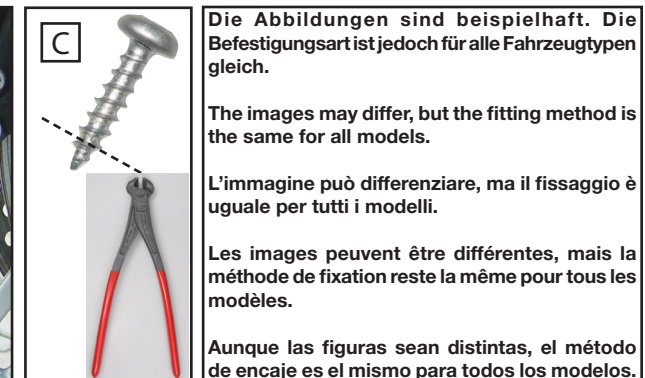 C
Die Abbildungen sind beispielhaft. Die
Befestigungsart ist jedoch für alle Fahrzeugtypen
gleich.
The images may differ, but the fitting method is
the same for all models.
L'immagine può differenziare, ma il fissaggio è
uguale per tutti i modelli.
Les images peuvent être différentes, mais la
méthode de fixation reste la même pour tous les
modèles.
Aunque las figuras sean distintas, el método
de encaje es el mismo para todos los modelos.